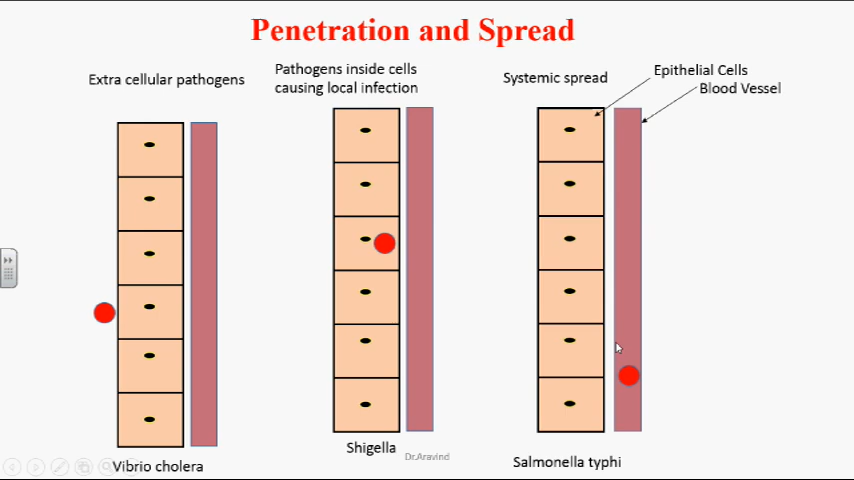 Penetration and Spread
Extra cellular pathogens
Pathogens inside cells
causing local infection
Systemic spread
Epithelial Cells
Blood Vessel
Vibrio cholera
Shigella
Dr.Aravind
Salmonella typhi